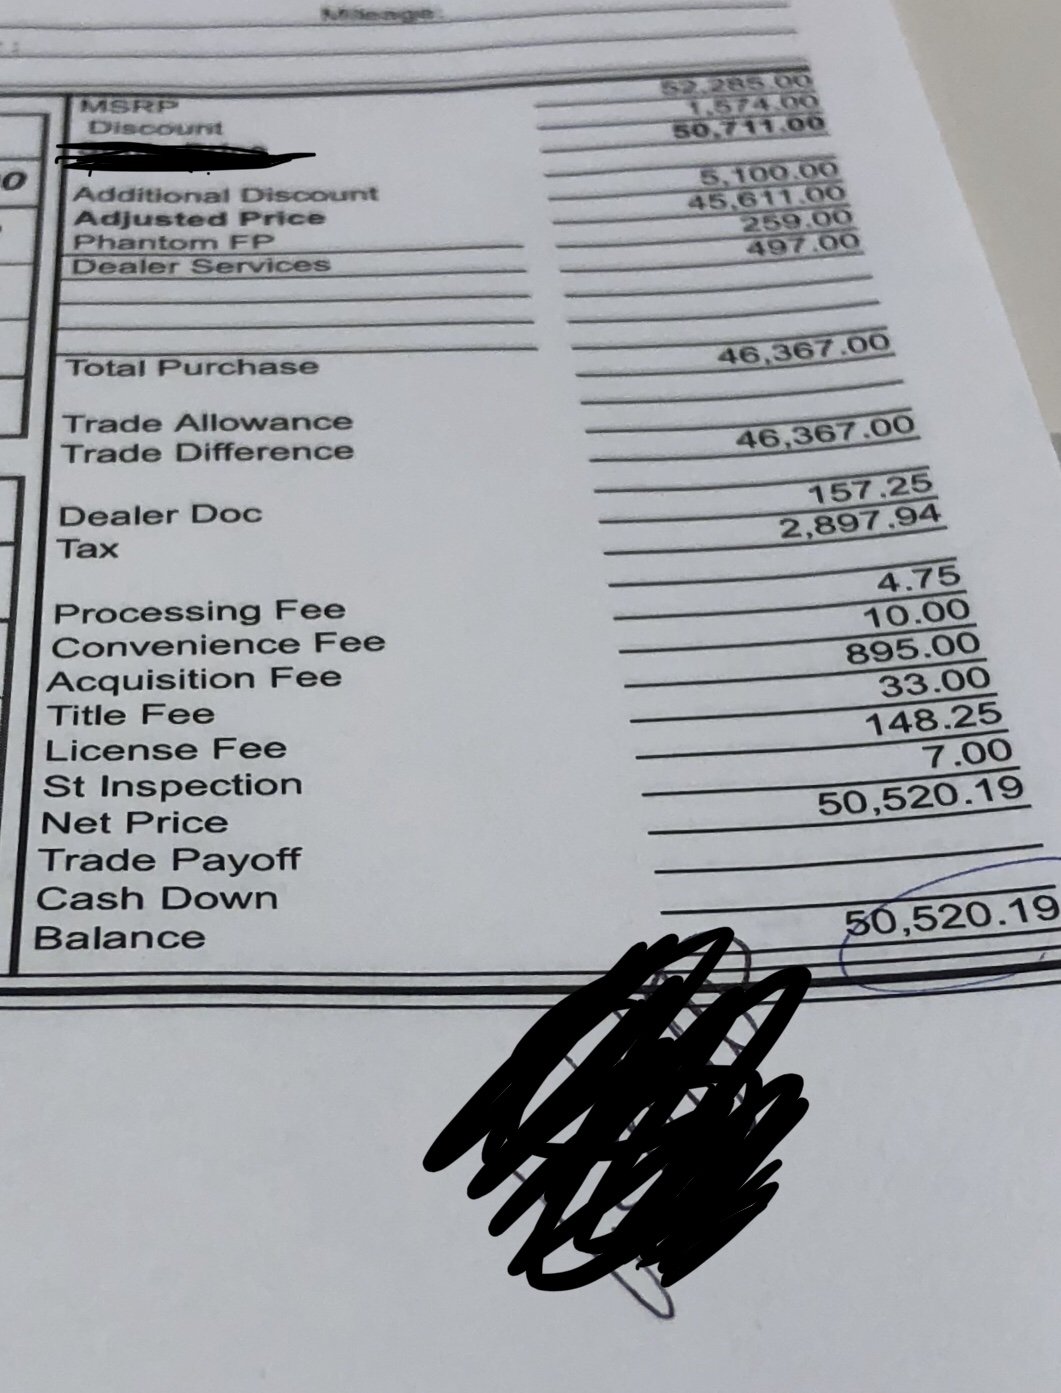 Mileage:
MSRP 52,285.00
Discount 1,574.00
50,711.00
Additional Discount 5,100.00
Adjusted Price 45,611.00
Phantom FP 259.00
Dealer Services 497.00
Total Purchase 46,367.00
Trade Allowance
Trade Difference 46,367.00
Dealer Doc 157.25
Tax 2,897.94
Processing Fee 4.75
Convenience Fee 10.00
Acquisition Fee 895.00
Title Fee 33.00
License Fee 148.25
St Inspection 7.00
Net Price 50,520.19
Trade Payoff
Cash Down
Balance 50,520.19